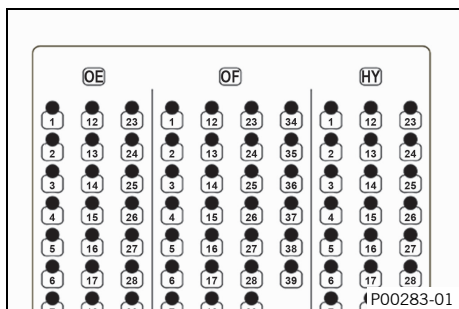 OE OF HY
1 12 23 1 12 23 34 1 12 23
2 13 24 2 13 24 35 2 13 24
3 14 25 3 14 25 36 3 14 25
4 15 26 4 15 26 37 4 15 26
5 16 27 5 16 27 38 5 16 27
6 17 28 6 17 28 39 6 17 28
P00283-01